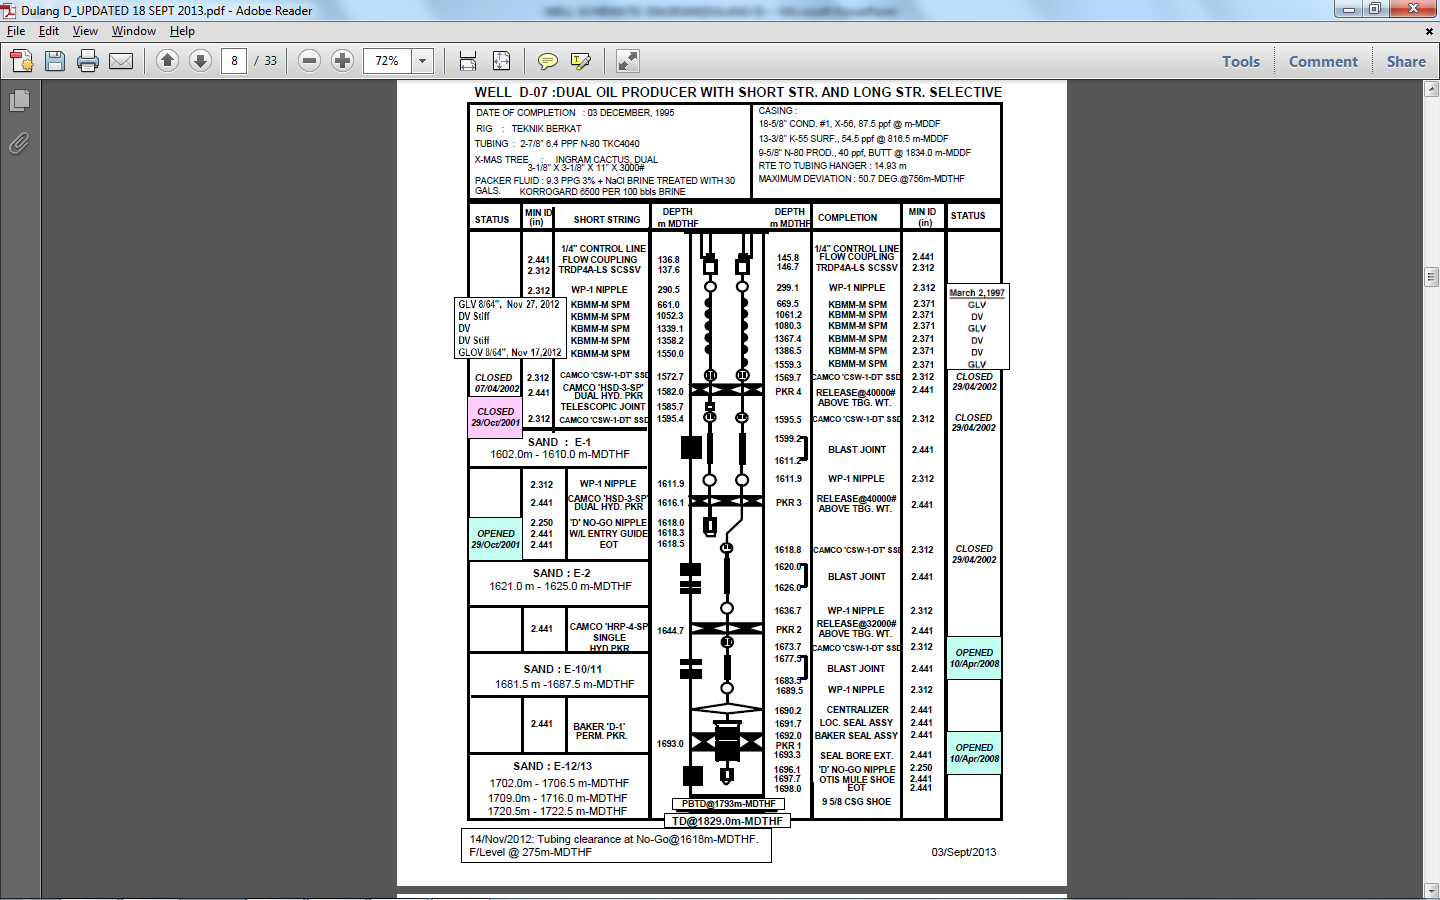 Dulang D_UPDATED 18 SEPT 2013.pdf - Adobe Reader
File Edit View Window Help
8 / 33 72% Tools Comment Share
WELL D-07 :DUAL OIL PRODUCER WITH SHORT STR. AND LONG STR. SELECTIVE
DATE OF COMPLETION : 03 DECEMBER, 1995
RIG : TEKNIK BERKAT
TUBING : 2-7/8" 6.4 PPF N-80 TKC4040
X-MAS TREE : INGRAM CACTUS, DUAL
3-1/8" X 3-1/8" X 11" X 3000#
PACKER FLUID : 9.3 PPG 3% + NaCl BRINE TREATED WITH 30
GALS. KORROGARD 6500 PER 100 bbls BRINE
CASING :
18-5/8" COND. #1, X-56, 87.5 ppf @ m-MDDF
13-3/8" K-55 SURF., 54.5 ppf @ 816.5 m-MDDF
9-5/8" N-80 PROD., 40 ppf, BUTT @ 1834.0 m-MDDF
RTE TO TUBING HANGER : 14.93 m
MAXIMUM DEVIATION : 50.7 DEG.@756m-MDTHF
STATUS MIN ID (in) SHORT STRING DEPTH m MDTHF DEPTH m MDTHF COMPLETION MIN ID (in) STATUS
1/4" CONTROL LINE 1/4" CONTROL LINE
2.441 FLOW COUPLING 136.8 145.8 FLOW COUPLING 2.441
2.312 TRDP4A-LS SCSSV 137.6 146.7 TRDP4A-LS SCSSV 2.312
2.312 WP-1 NIPPLE 290.5 299.1 WP-1 NIPPLE 2.312 March 2,1997
GLV 8/64", Nov 27, 2012 KBMM-M SPM 661.0 669.5 KBMM-M SPM 2.371 GLV
DV Stiff KBMM-M SPM 1052.3 1061.2 KBMM-M SPM 2.371 DV
DV KBMM-M SPM 1339.1 1080.3 KBMM-M SPM 2.371 GLV
DV Stiff KBMM-M SPM 1358.2 1367.4 KBMM-M SPM 2.371 DV
GLOV 8/64", Nov 17,2012 KBMM-M SPM 1550.0 1386.5 KBMM-M SPM 2.371 DV
1559.3 KBMM-M SPM 2.371 GLV
CLOSED 07/04/2002 2.312 CAMCO 'CSW-1-DT' SSD 1572.7 1569.7 CAMCO 'CSW-1-DT' SSD 2.312 CLOSED 29/04/2002
2.441 CAMCO 'HSD-3-SP' DUAL HYD. PKR 1582.0 PKR 4 RELEASE@40000# ABOVE TBG. WT. 2.441
TELESCOPIC JOINT 1585.7
CLOSED 29/Oct/2001 2.312 CAMCO 'CSW-1-DT' SSD 1595.4 1595.5 CAMCO 'CSW-1-DT' SSD 2.312 CLOSED 29/04/2002
SAND : E-1
1602.0m - 1610.0 m-MDTHF
1599.2
BLAST JOINT 2.441
1611.2
2.312 WP-1 NIPPLE 1611.9 1611.9 WP-1 NIPPLE 2.312
2.441 CAMCO 'HSD-3-SP' DUAL HYD. PKR 1616.1 PKR 3 RELEASE@40000# ABOVE TBG. WT. 2.441
2.250 'D' NO-GO NIPPLE 1618.0
OPENED 29/Oct/2001 2.441 W/L ENTRY GUIDE 1618.3
2.441 EOT 1618.5
1618.8 CAMCO 'CSW-1-DT' SSD 2.312 CLOSED 29/04/2002
SAND : E-2
1621.0 m - 1625.0 m-MDTHF
1620.0
BLAST JOINT 2.441
1626.0
1636.7 WP-1 NIPPLE 2.312
2.441 CAMCO 'HRP-4-SP' SINGLE HYD PKR 1644.7 PKR 2 RELEASE@32000# ABOVE TBG. WT. 2.441
1673.7 CAMCO 'CSW-1-DT' SSD 2.312 OPENED 10/Apr/2008
SAND : E-10/11
1681.5 m -1687.5 m-MDTHF
1677.5
BLAST JOINT 2.441
1683.5
1689.5 WP-1 NIPPLE 2.312
1690.2 CENTRALIZER 2.441
1691.7 LOC. SEAL ASSY 2.441
2.441 BAKER 'D-1' PERM. PKR. 1693.0 1692.0 BAKER SEAL ASSY 2.441
PKR 1
1693.3 SEAL BORE EXT. 2.441 OPENED 10/Apr/2008
SAND : E-12/13
1702.0m - 1706.5 m-MDTHF
1709.0m - 1716.0 m-MDTHF
1720.5m - 1722.5 m-MDTHF
1696.1 'D' NO-GO NIPPLE 2.250
1697.7 OTIS MULE SHOE 2.441
1698.0 EOT 2.441
9 5/8 CSG SHOE
PBTD@1793m-MDTHF
TD@1829.0m-MDTHF
14/Nov/2012: Tubing clearance at No-Go@1618m-MDTHF.
F/Level @ 275m-MDTHF
03/Sept/2013